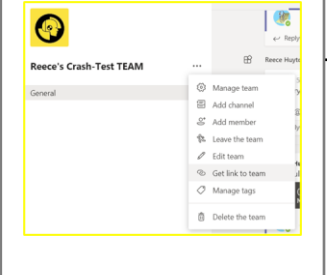 Reply
Reece's Crash-Test TEAM
...
Reece Huyt
General
Manage team
Add channel
Add member
Leave the team
Edit team
Get link to team
Manage tags
Delete the team